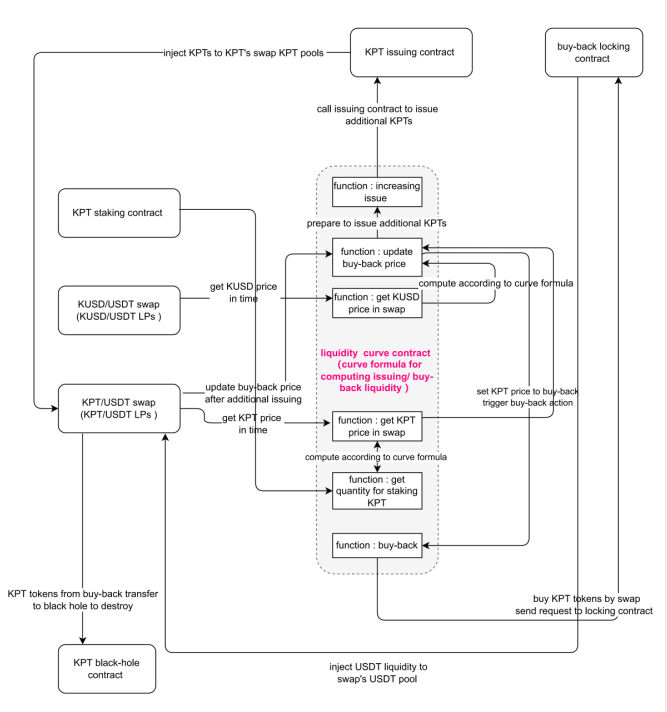 inject KPTs to KPT's swap KPT pools
KPT issuing contract
buy-back locking
contract
call issuing contract to issue
additional KPTs
function : increasing
issue
KPT staking contract
prepare to issue additional KPTs
function : update
buy-back price
get KUSD price
in time
compute according to curve formula
KUSD/USDT swap
(KUSD/USDT LPs )
function : get KUSD
price in swap
liquidity curve contract
（curve formula for
computing issuing/ buy-
back liquidity ）
update buy-back price
after additional issuing
set KPT price to buy-back
trigger buy-back action
KPT/USDT swap
(KPT/USDT LPs )
get KPT price
in time
function : get KPT
price in swap
compute according to curve formula
function : get
quantity for staking
KPT
function : buy-back
KPT tokens from buy-back transfer
to black hole to destroy
buy KPT tokens by swap
send request to locking contract
KPT black-hole
contract
inject USDT liquidity to
swap's USDT pool